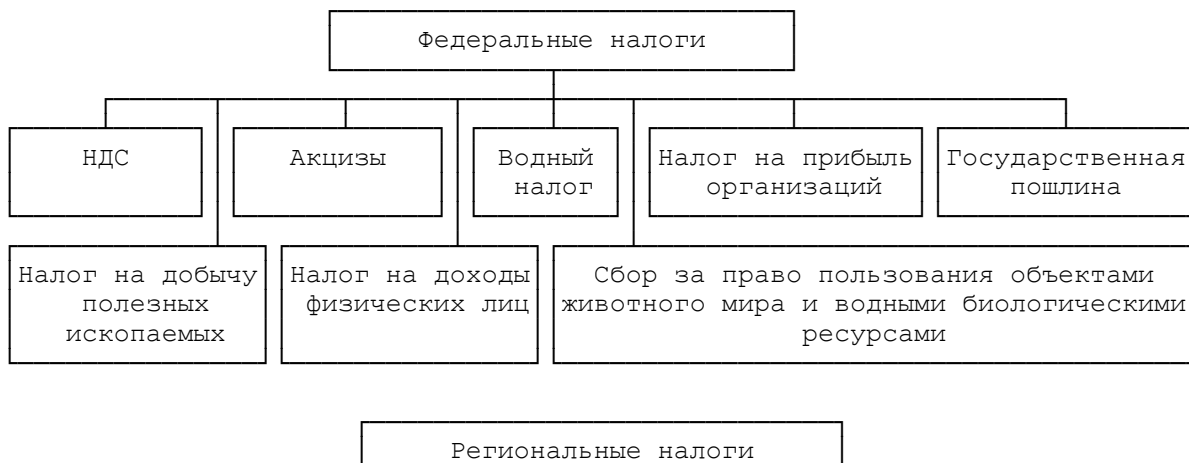 Федеральные налоги
НДС
Акцизы
Водный
налог
Налог на прибыль
организаций
Государственная
пошлина
Налог на добычу
полезных
ископаемых
Налог на доходы
физических лиц
Сбор за право пользования объектами
животного мира и водными биологическими
ресурсами
Региональные налоги